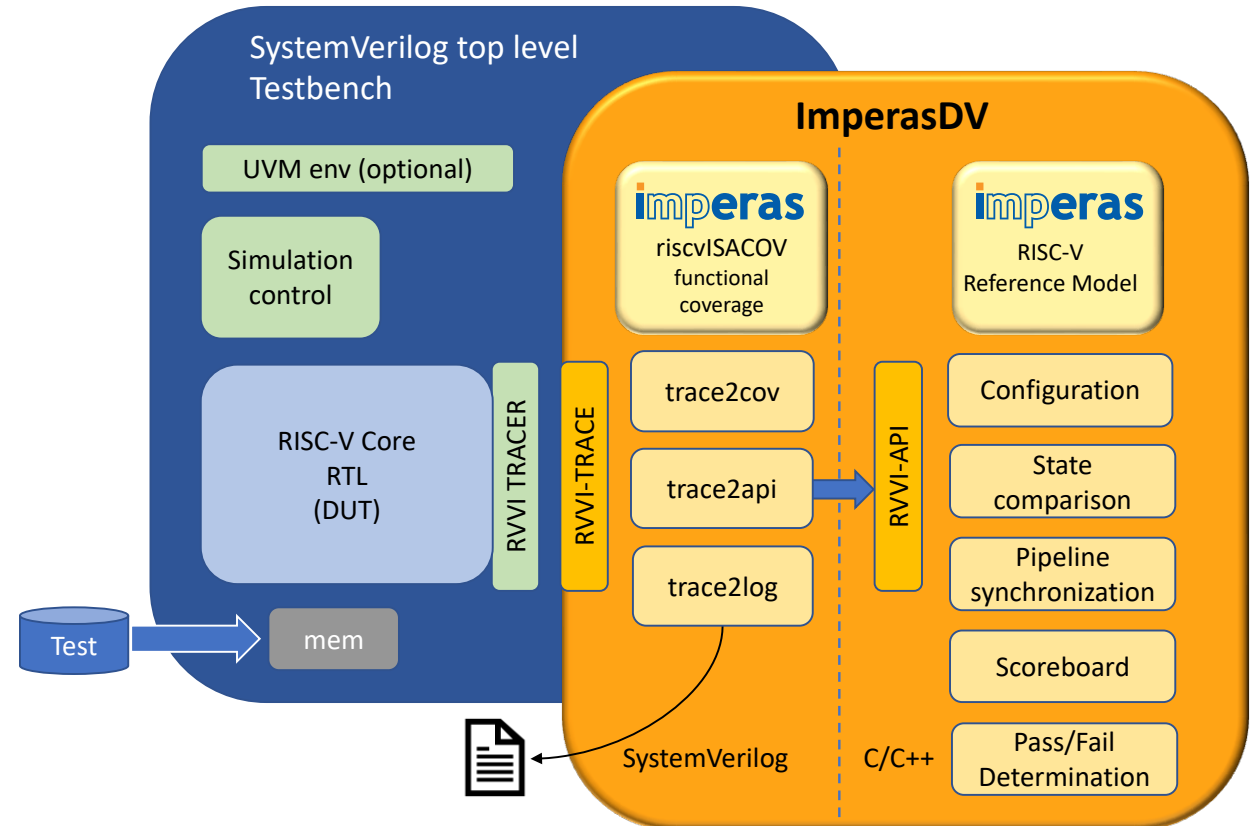 SystemVerilog top level
Testbench
UVM env (optional)
Simulation
control
RISC-V Core
RTL
(DUT)
RVVI TRACER
mem
Test
ImperasDV
RVVI-TRACE
imperas
riscvISACOV
functional
coverage
trace2cov
trace2api
trace2log
SystemVerilog
imperas
RISC-V
Reference Model
RVVI-API
Configuration
State
comparison
Pipeline
synchronization
Scoreboard
C/C++
Pass/Fail
Determination